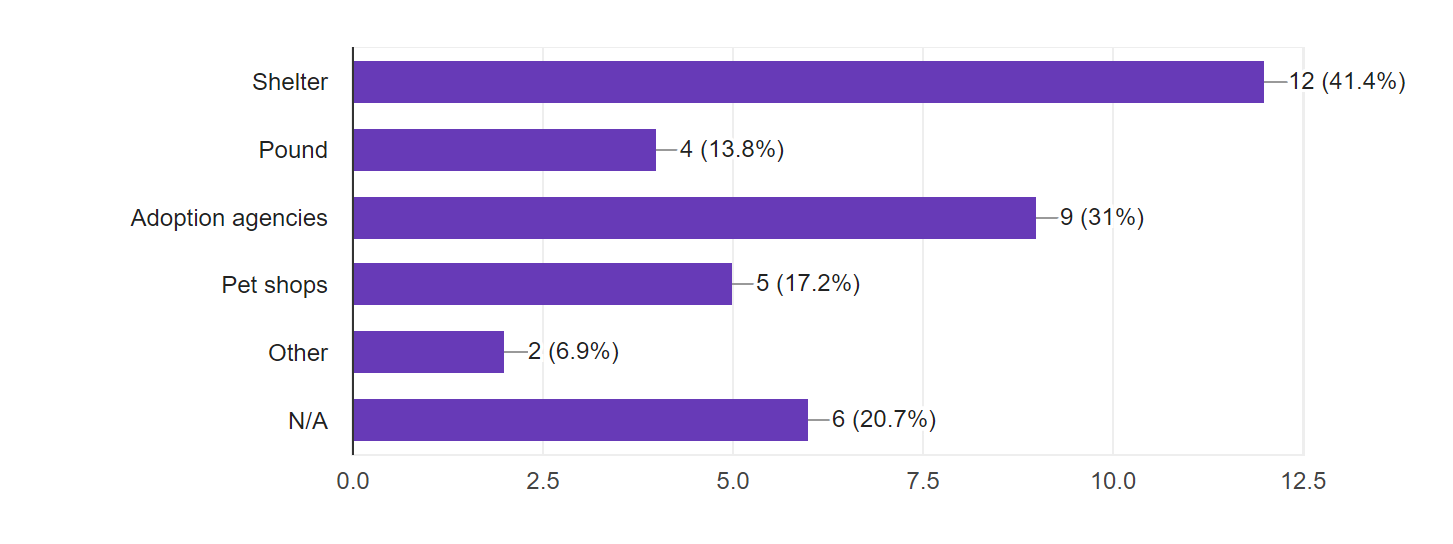 Shelter 12 (41.4%)
Pound 4 (13.8%)
Adoption agencies 9 (31%)
Pet shops 5 (17.2%)
Other 2 (6.9%)
N/A 6 (20.7%)
0.0 2.5 5.0 7.5 10.0 12.5